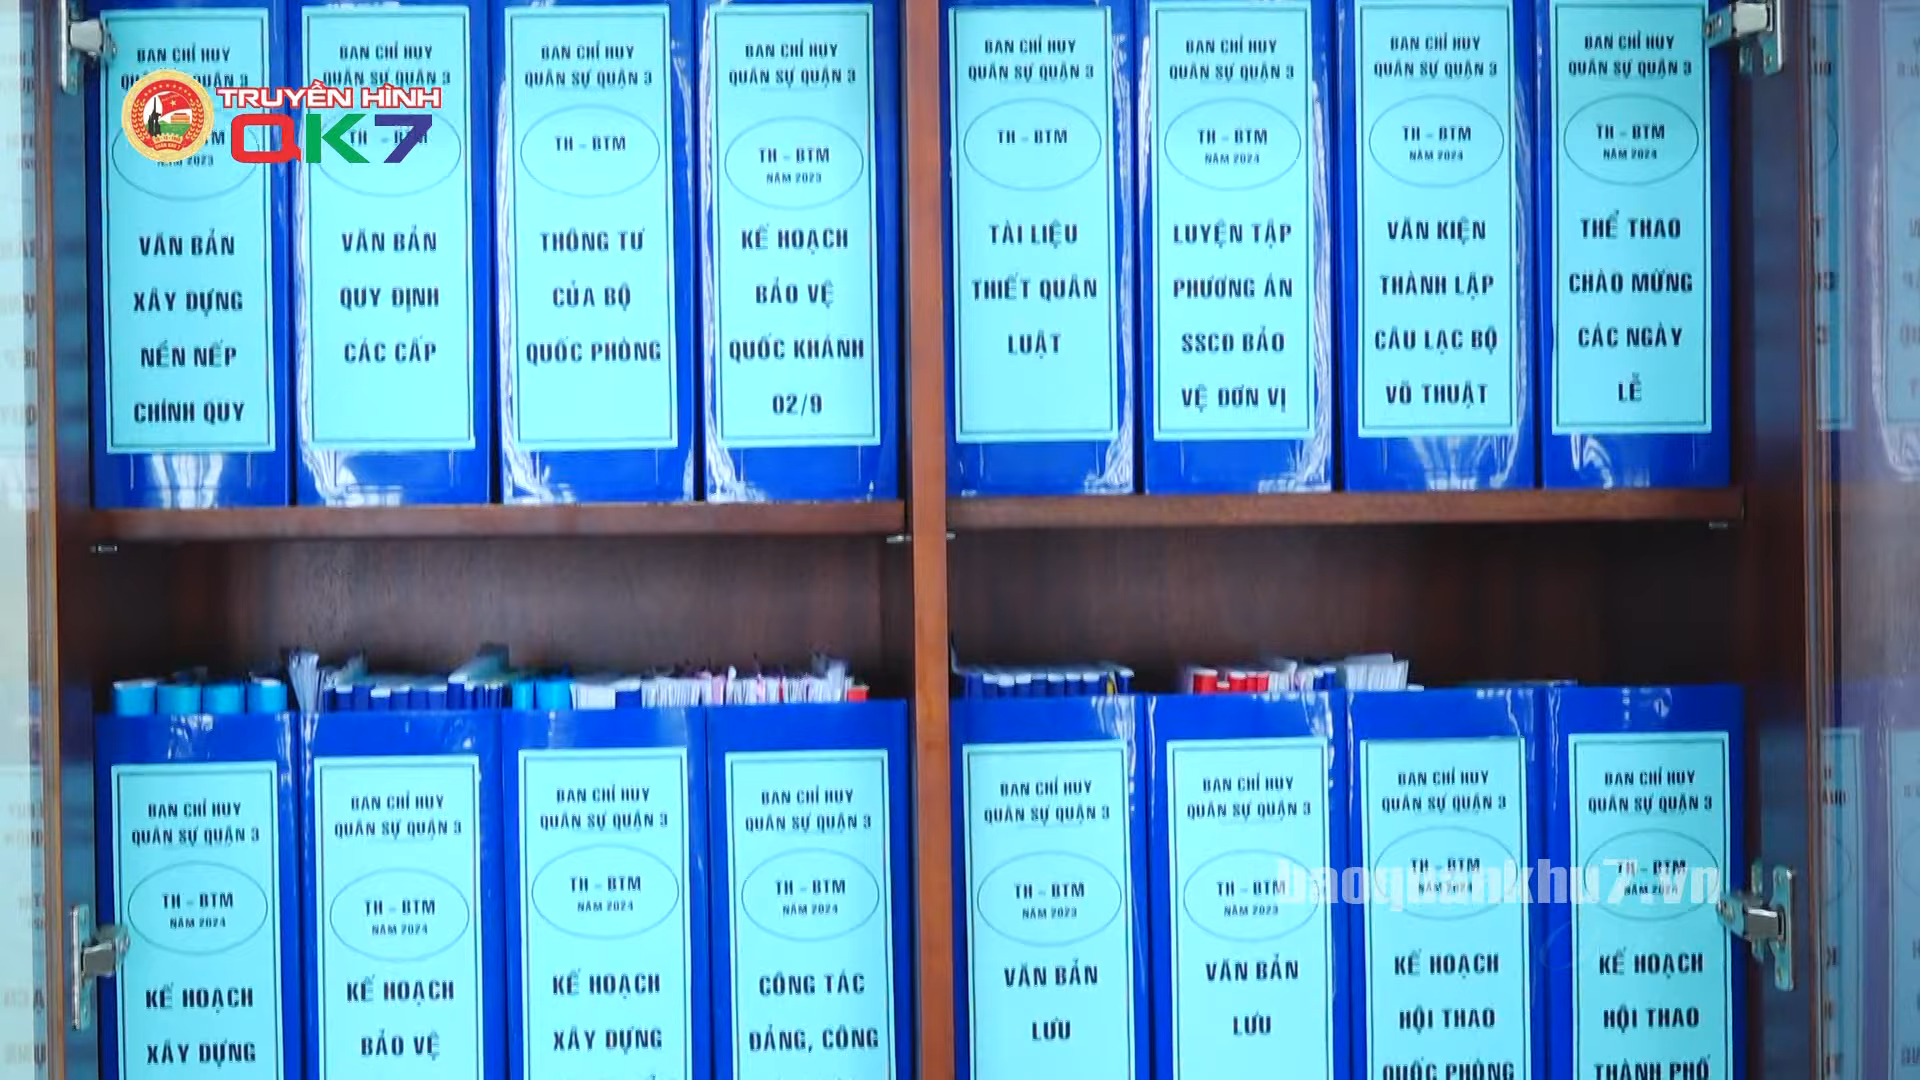 BAN CHỈ HUY
TRUYỀN HÌNH
QK7
NĂM 2023
VĂN BẢN
XÂY DỰNG
NỀN NẾP
CHÍNH QUY
BAN CHỈ HUY
QUÂN SỰ QUẬN 3
TH - BTM
VĂN BẢN
QUY ĐỊNH
CÁC CẤP
BAN CHỈ HUY
QUÂN SỰ QUẬN 3
TH - BTM
THÔNG TƯ
CỦA BỘ
QUỐC PHÒNG
BAN CHỈ HUY
QUÂN SỰ QUẬN 3
TH - BTM
NĂM 2023
KẾ HOẠCH
BẢO VỆ
QUỐC KHÁNH
02/9
BAN CHỈ HUY
QUÂN SỰ QUẬN 3
TH - BTM
TÀI LIỆU
THIẾT QUÂN
LUẬT
BAN CHỈ HUY
QUÂN SỰ QUẬN 3
TH - BTM
NĂM 2024
LUYỆN TẬP
PHƯƠNG ÁN
SSCĐ BẢO
VỆ ĐƠN VỊ
BAN CHỈ HUY
QUÂN SỰ QUẬN 3
TH - BTM
NĂM 2024
VĂN KIỆN
THÀNH LẬP
CÂU LẠC BỘ
VÕ THUẬT
BAN CHỈ HUY
QUÂN SỰ QUẬN 3
TH - BTM
NĂM 2024
THỂ THAO
CHÀO MỪNG
CÁC NGÀY
LỄ
BAN CHỈ HUY
QUÂN SỰ QUẬN 3
TH - BTM
NĂM 2024
KẾ HOẠCH
XÂY DỰNG
BAN CHỈ HUY
QUÂN SỰ QUẬN 3
TH - BTM
NĂM 2024
KẾ HOẠCH
BẢO VỆ
BAN CHỈ HUY
QUÂN SỰ QUẬN 3
TH - BTM
NĂM 2024
KẾ HOẠCH
XÂY DỰNG
BAN CHỈ HUY
QUÂN SỰ QUẬN 3
TH - BTM
NĂM 2024
CÔNG TÁC
ĐẢNG, CÔNG
BAN CHỈ HUY
QUÂN SỰ QUẬN 3
TH - BTM
NĂM 2023
VĂN BẢN
LƯU
BAN CHỈ HUY
QUÂN SỰ QUẬN 3
TH - BTM
NĂM 2023
VĂN BẢN
LƯU
BAN CHỈ HUY
QUÂN SỰ QUẬN 3
TH - BTM
NĂM 2024
KẾ HOẠCH
HỘI THAO
QUỐC PHÒNG
BAN CHỈ HUY
QUÂN SỰ QUẬN 3
TH - BTM
NĂM 2024
KẾ HOẠCH
HỘI THAO
THÀNH PHỐ
baoquankhu7.vn